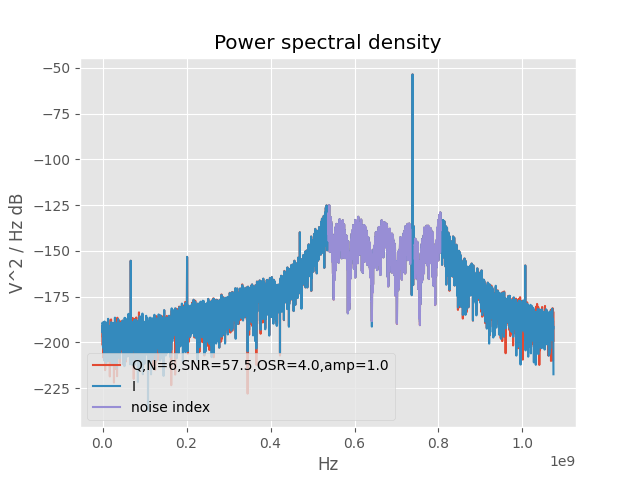 Power spectral density
V^2 / Hz dB
−50
−75
−100
−125
−150
−175
−200
−225
Q,N=6,SNR=57.5,OSR=4.0,amp=1.0
I
noise index
0.0 0.2 0.4 0.6 0.8 1.0
1e9
Hz